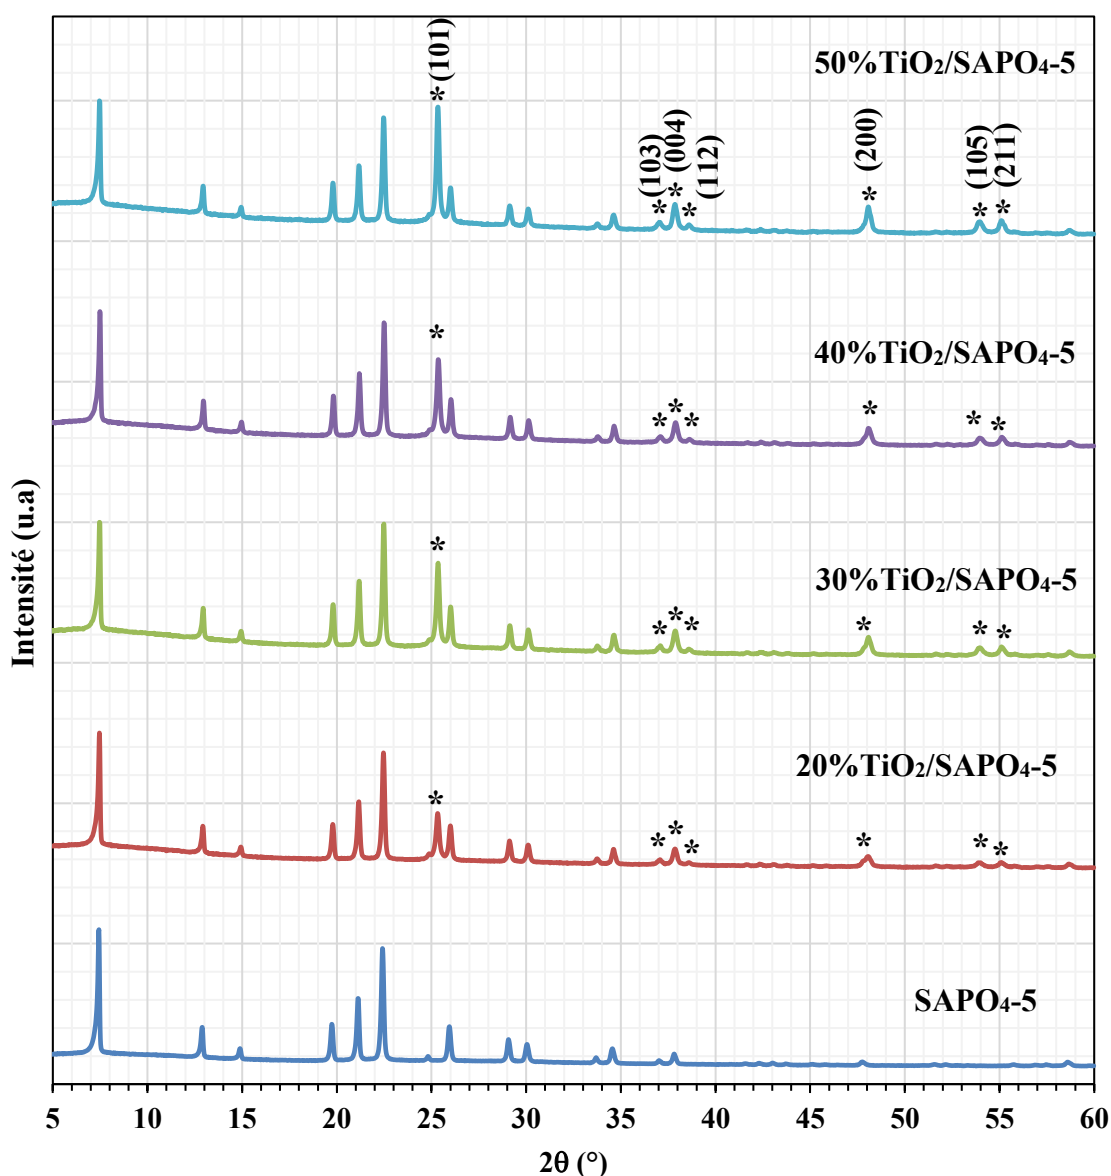 50%TiO₂/SAPO₄-5
* (101)
(103) (004) (112) (200) (105) (211)
* * * * * *
40%TiO₂/SAPO₄-5
*
* * * * * *
30%TiO₂/SAPO₄-5
*
* * * * * *
20%TiO₂/SAPO₄-5
*
* * * * * *
SAPO₄-5
Intensité (u.a)
5 10 15 20 25 30 35 40 45 50 55 60
2θ (°)